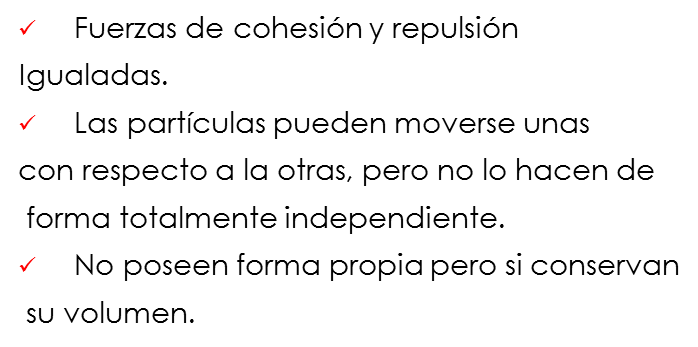 ✓ Fuerzas de cohesión y repulsión
Igualadas.
✓ Las partículas pueden moverse unas
con respecto a la otras, pero no lo hacen de
forma totalmente independiente.
✓ No poseen forma propia pero si conservan
su volumen.